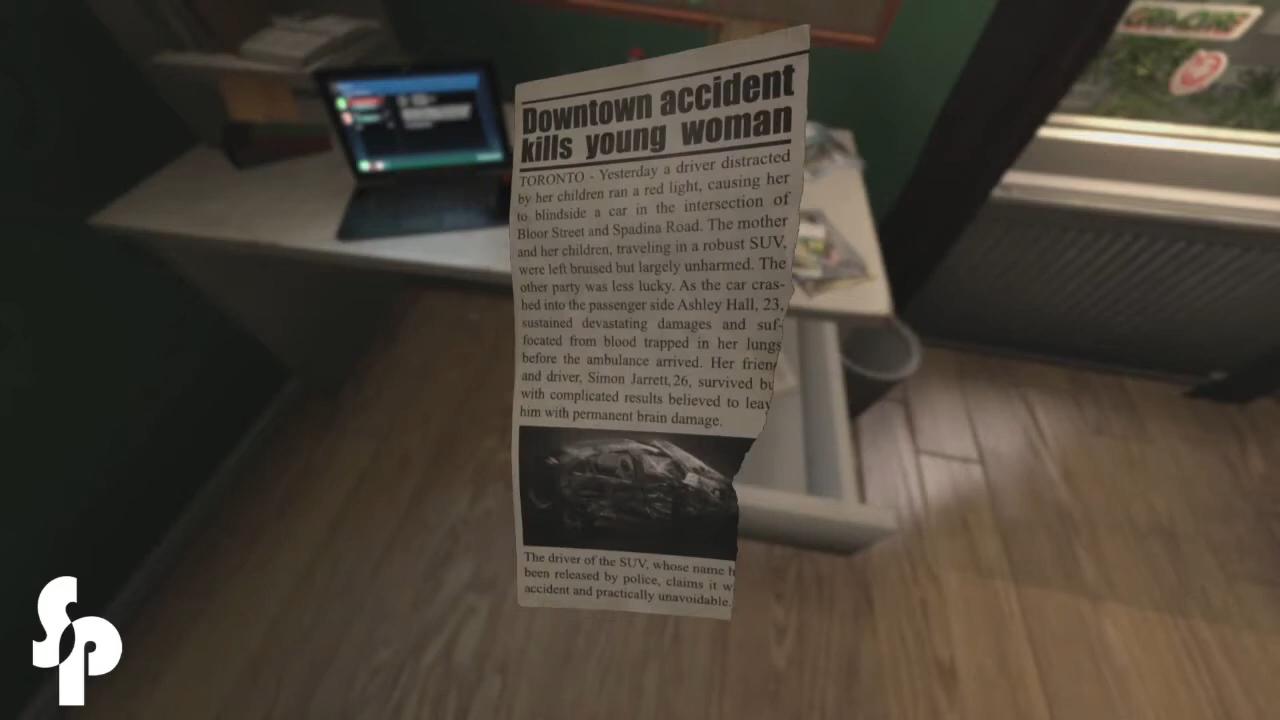 Downtown accident
kills young woman
TORONTO - Yesterday a driver distracted
by her children ran a red light, causing her
to blindside a car in the intersection of
Bloor Street and Spadina Road. The mother
and her children, traveling in a robust SUV,
were left bruised but largely unharmed. The
other party was less lucky. As the car cras-
hed into the passenger side Ashley Hall, 23,
sustained devastating damages and suf-
focated from blood trapped in her lungs
before the ambulance arrived. Her frien
and driver, Simon Jarrett, 26, survived bu
with complicated results believed to leav
him with permanent brain damage.
The driver of the SUV, whose name h
been released by police, claims it w
accident and practically unavoidable.
SP